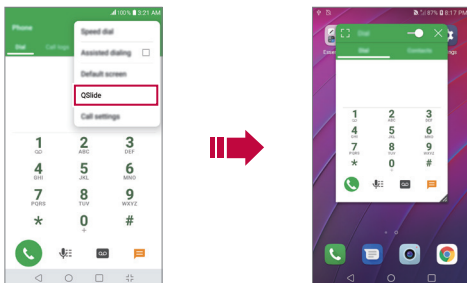 100% 3:21 AM
Phone
Speed dial
Dial
Call logs
Assisted dialing
Default screen
QSlide
Call settings
1 2 ABC 3 DEF
4 GHI 5 JKL 6 MNO
7 PQRS 8 TUV 9 WXYZ
* 0 + #
87% 8:17 PM
Dial
Dial Contacts
1 2 ABC 3 DEF
4 GHI 5 JKL 6 MNO
7 PQRS 8 TUV 9 WXYZ
* 0 + #